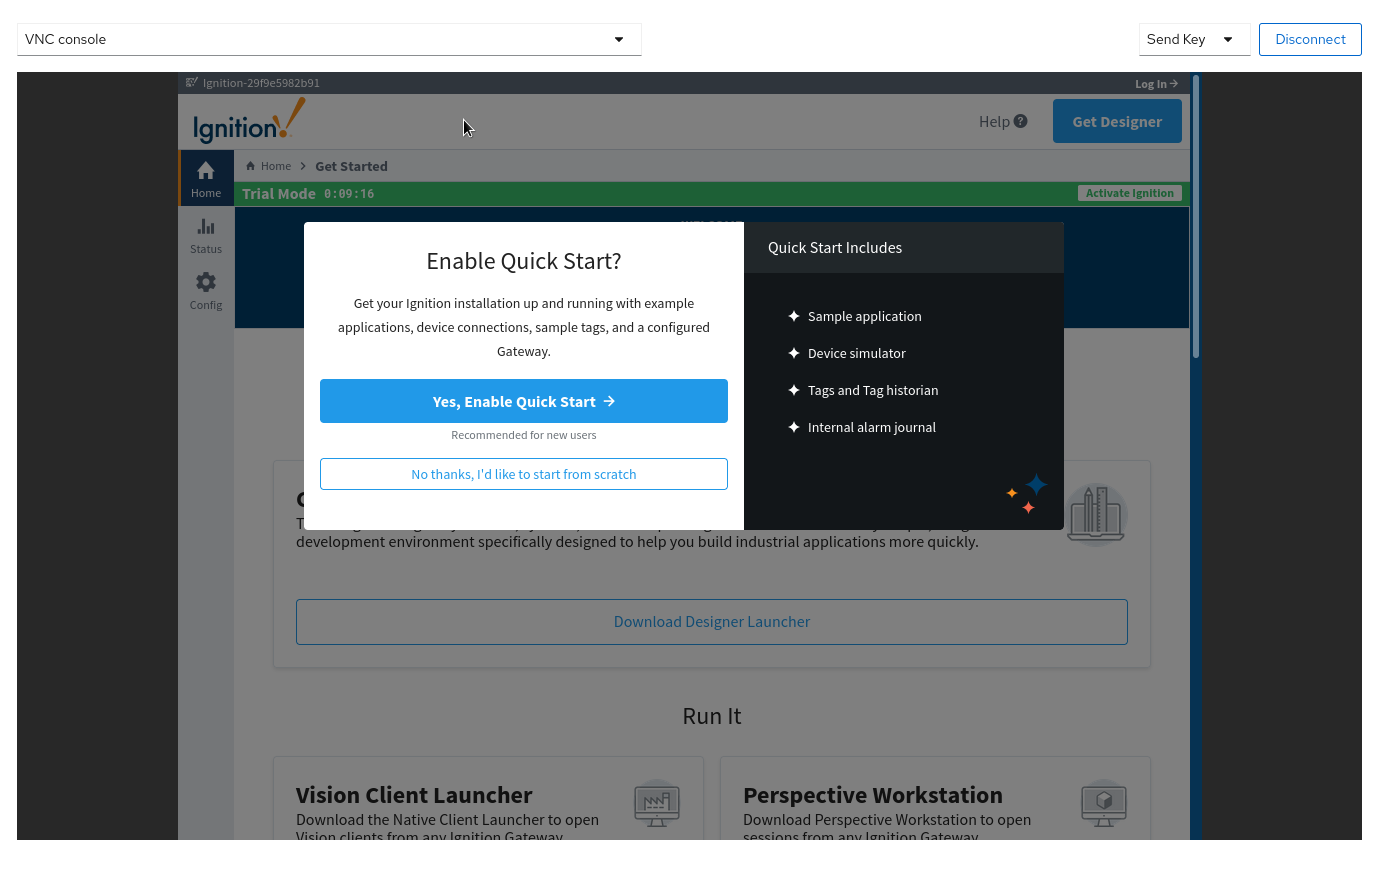 VNC console
Send Key
Disconnect
Ignition-29f9e5982b91
Log In
Ignition!
Help
Get Designer
Home
Home > Get Started
Trial Mode 0:09:16
Activate Ignition
Status
Config
Enable Quick Start?
Get your Ignition installation up and running with example
applications, device connections, sample tags, and a configured
Gateway.
Yes, Enable Quick Start →
Recommended for new users
No thanks, I'd like to start from scratch
Quick Start Includes
Sample application
Device simulator
Tags and Tag historian
Internal alarm journal
development environment specifically designed to help you build industrial applications more quickly.
Download Designer Launcher
Run It
Vision Client Launcher
Download the Native Client Launcher to open
Vision clients from any Ignition Gateway
Perspective Workstation
Download Perspective Workstation to open
sessions from any Ignition Gateway